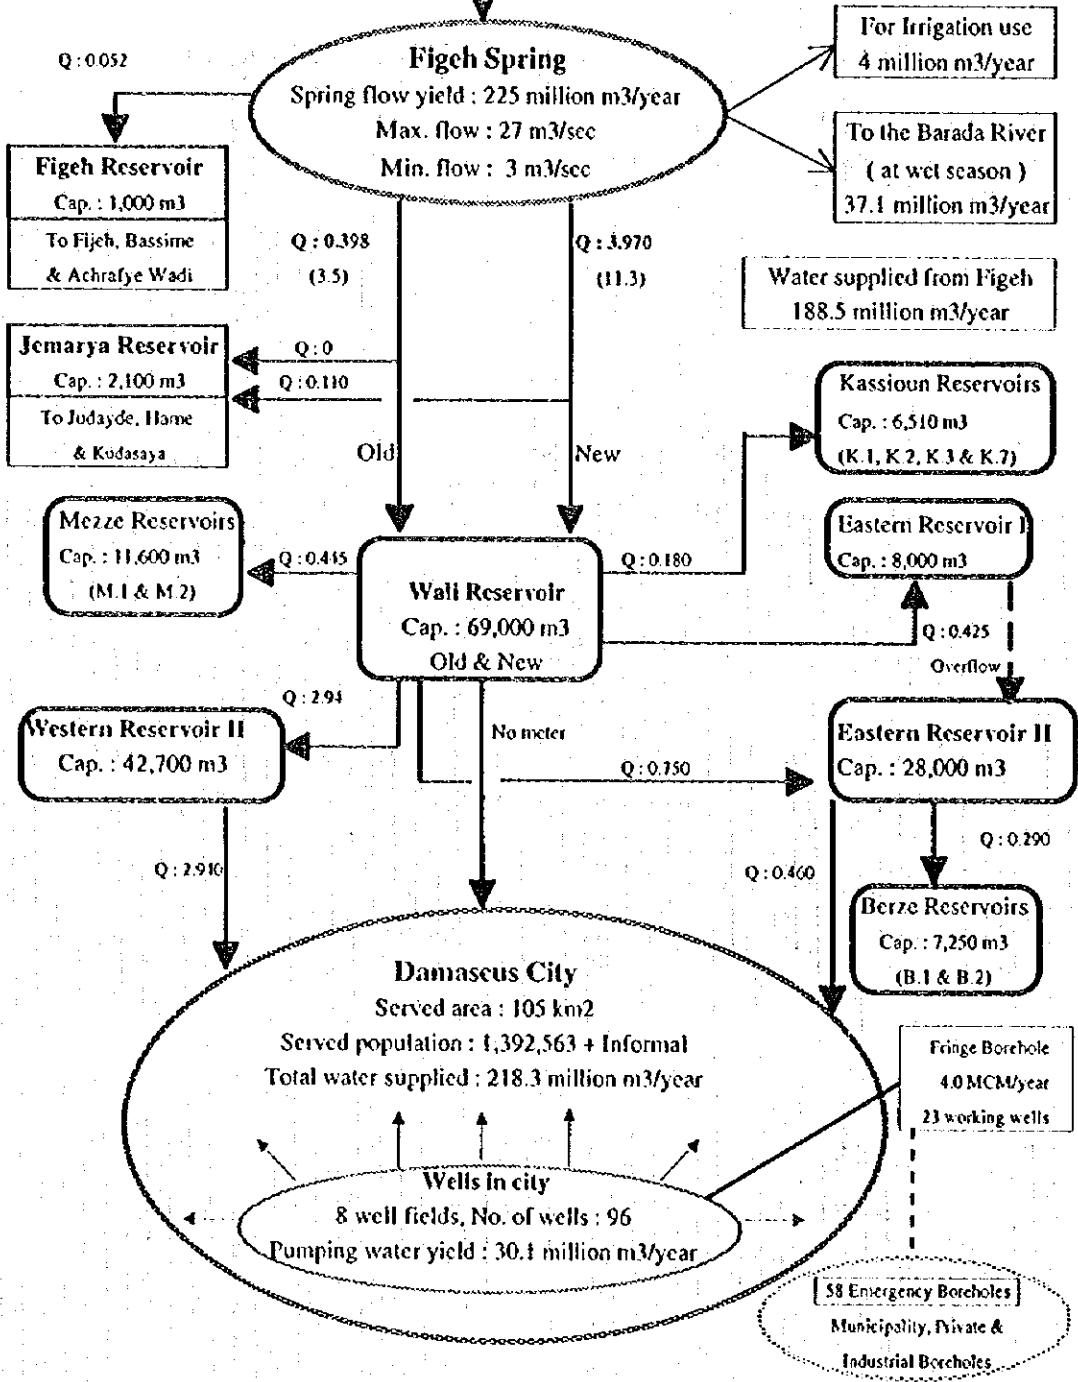 Q : 0.052
Figeh Spring
Spring flow yield : 225 million m3/year
Max. flow : 27 m3/sec
Min. flow : 3 m3/sec
For Irrigation use
4 million m3/year
To the Barada River
( at wet season )
37.1 million m3/year
Figeh Reservoir
Cap. : 1,000 m3
To Fijeh, Bassime
& Achrafye Wadi
Q : 0.398
(3.5)
Q : 3.970
(11.3)
Water supplied from Figeh
188.5 million m3/year
Jemarya Reservoir
Cap. : 2,100 m3
To Judayde, Hame
& Kudasaya
Q : 0
Q : 0.110
Old
New
Kassioun Reservoirs
Cap. : 6,510 m3
(K.1, K.2, K.3 & K.7)
Mezze Reservoirs
Cap. : 11,600 m3
(M.1 & M.2)
Q : 0.445
Q : 0.180
Eastern Reservoir I
Cap. : 8,000 m3
Wali Reservoir
Cap. : 69,000 m3
Old & New
Q : 0.425
Overflow
Q : 2.94
Western Reservoir II
Cap. : 42,700 m3
No meter
Q : 0.750
Eastern Reservoir II
Cap. : 28,000 m3
Q : 2.910
Q : 0.460
Q : 0.290
Berze Reservoirs
Cap. : 7,250 m3
(B.1 & B.2)
Damascus City
Served area : 105 km2
Served population : 1,392,563 + Informal
Total water supplied : 218.3 million m3/year
Fringe Borehole
4.0 MCM/year
23 working wells
Wells in city
8 well fields, No. of wells : 96
Pumping water yield : 30.1 million m3/year
58 Emergency Boreholes
Municipality, Private &
Industrial Boreholes